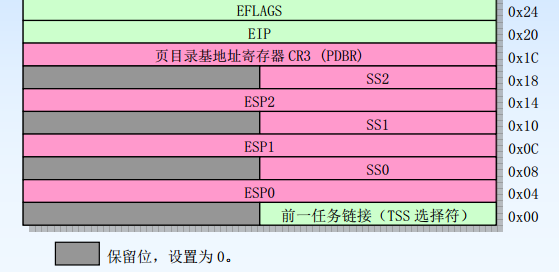 EFLAGS 0x24
EIP 0x20
页目录基地址寄存器 CR3 (PDBR) 0x1C
SS2 0x18
ESP2 0x14
SS1 0x10
ESP1 0x0C
SS0 0x08
ESP0 0x04
前一任务链接（TSS 选择符） 0x00
保留位，设置为 0。